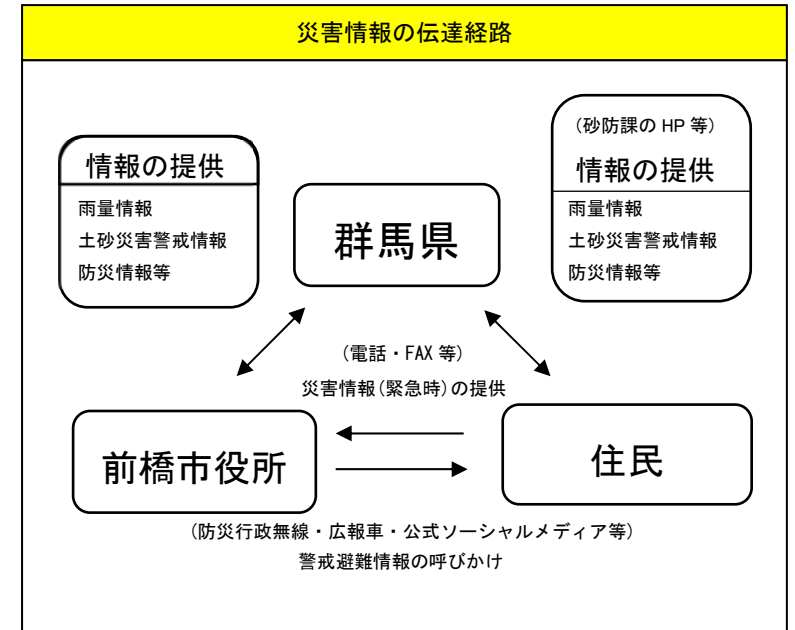 災害情報の伝達経路
情報の提供
雨量情報
土砂災害警戒情報
防災情報等
群馬県
(砂防課の HP 等)
情報の提供
雨量情報
土砂災害警戒情報
防災情報等
(電話・FAX 等)
災害情報(緊急時)の提供
前橋市役所
住民
(防災行政無線・広報車・公式ソーシャルメディア等)
警戒避難情報の呼びかけ